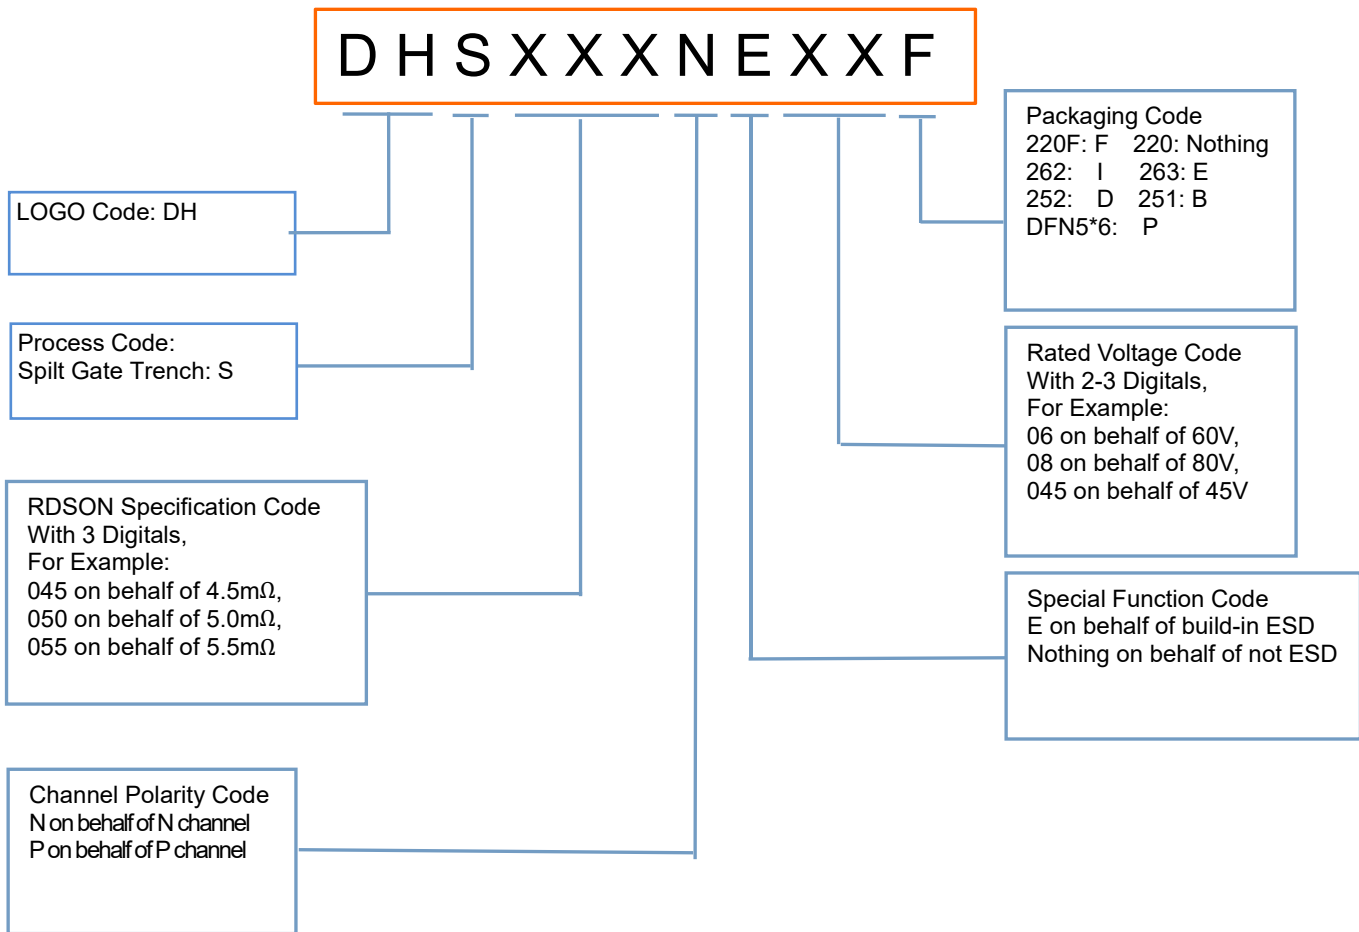 D H S X X X N E X X F
LOGO Code: DH
Process Code:
Spilt Gate Trench: S
RDSON Specification Code
With 3 Digitals,
For Example:
045 on behalf of 4.5mΩ,
050 on behalf of 5.0mΩ,
055 on behalf of 5.5mΩ
Channel Polarity Code
N on behalf of N channel
P on behalf of P channel
Packaging Code
220F: F 220: Nothing
262: I 263: E
252: D 251: B
DFN5*6: P
Rated Voltage Code
With 2-3 Digitals,
For Example:
06 on behalf of 60V,
08 on behalf of 80V,
045 on behalf of 45V
Special Function Code
E on behalf of build-in ESD
Nothing on behalf of not ESD